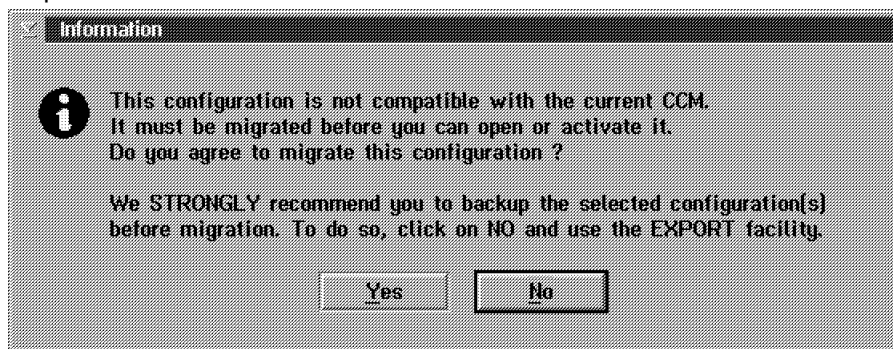 Information
This configuration is not compatible with the current CCM.
It must be migrated before you can open or activate it.
Do you agree to migrate this configuration ?
We STRONGLY recommend you to backup the selected configuration(s)
before migration. To do so, click on NO and use the EXPORT facility.
Yes No